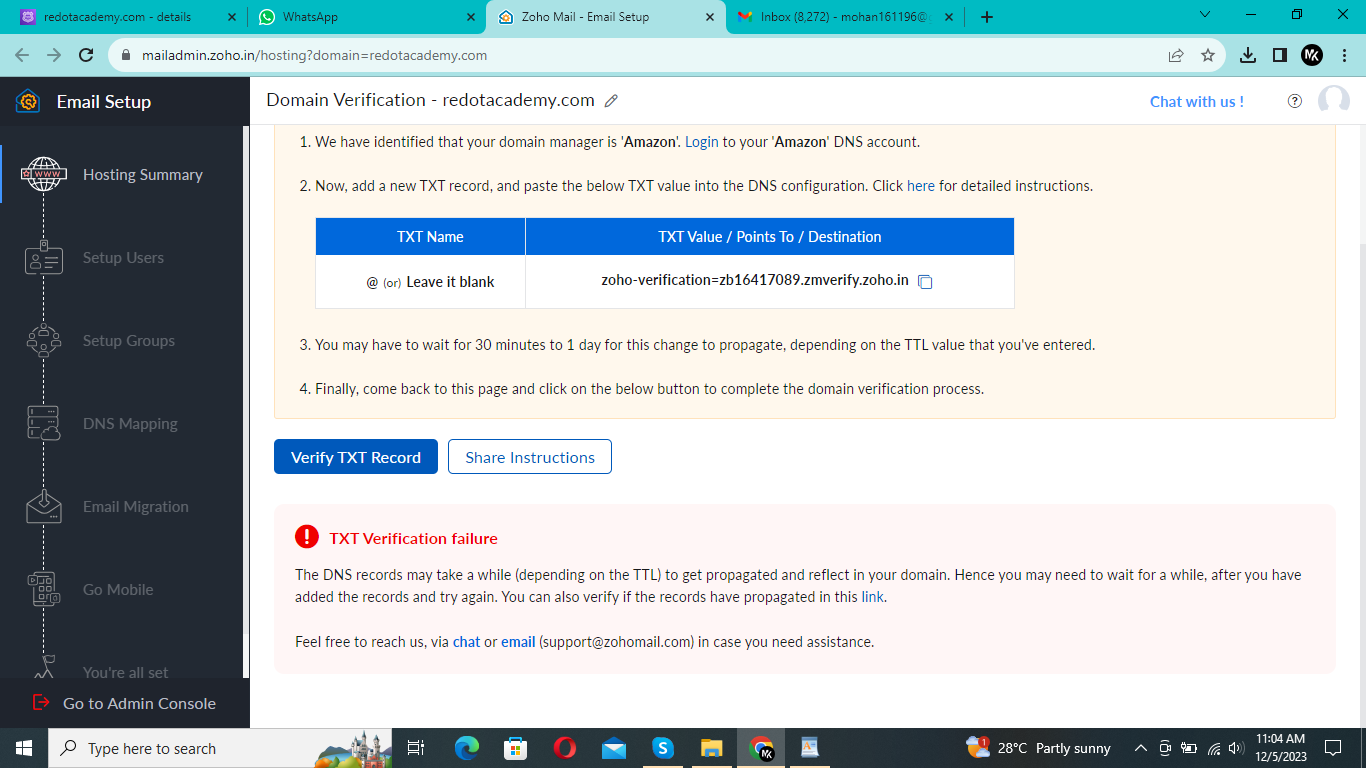 redotacademy.com - details
WhatsApp
Zoho Mail - Email Setup
Inbox (8,272) - mohan161196@
mailadmin.zoho.in/hosting?domain=redotacademy.com
MK
Email Setup
Domain Verification - redotacademy.com
Chat with us !
?
1. We have identified that your domain manager is 'Amazon'. Login to your 'Amazon' DNS account.
WWW
Hosting Summary
2. Now, add a new TXT record, and paste the below TXT value into the DNS configuration. Click here for detailed instructions.
TXT Name
TXT Value / Points To / Destination
Setup Users
@ (or) Leave it blank
zoho-verification=zb16417089.zmverify.zoho.in
Setup Groups
3. You may have to wait for 30 minutes to 1 day for this change to propagate, depending on the TTL value that you've entered.
4. Finally, come back to this page and click on the below button to complete the domain verification process.
DNS Mapping
Verify TXT Record
Share Instructions
Email Migration
! TXT Verification failure
The DNS records may take a while (depending on the TTL) to get propagated and reflect in your domain. Hence you may need to wait for a while, after you have
added the records and try again. You can also verify if the records have propagated in this link.
Go Mobile
Feel free to reach us, via chat or email (support@zohomail.com) in case you need assistance.
You're all set
Go to Admin Console
Type here to search
S
MK
A
1
28°C Partly sunny
11:04 AM
12/5/2023